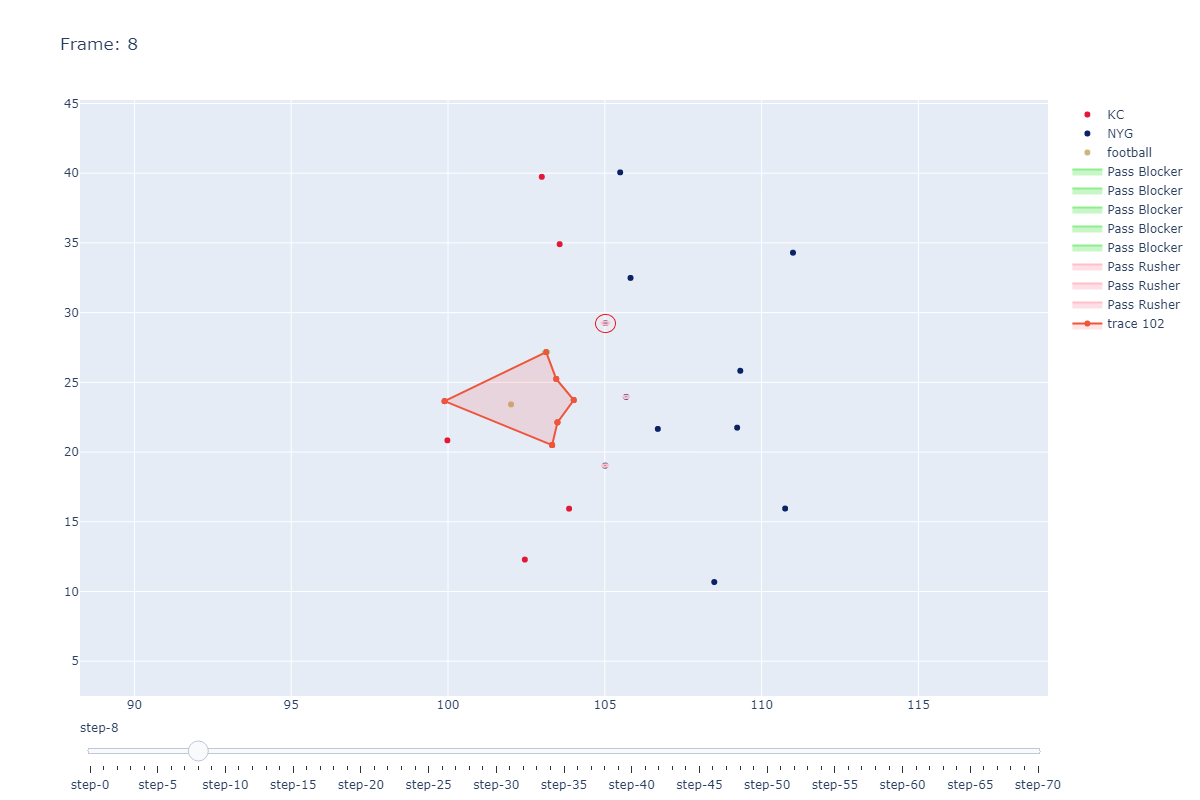 Frame: 8
45
40
35
30
25
20
15
10
5
90 95 100 105 110 115
KC
NYG
football
Pass Blocker
Pass Blocker
Pass Blocker
Pass Blocker
Pass Blocker
Pass Rusher
Pass Rusher
Pass Rusher
trace 102
step-8
step-0 step-5 step-10 step-15 step-20 step-25 step-30 step-35 step-40 step-45 step-50 step-55 step-60 step-65 step-70